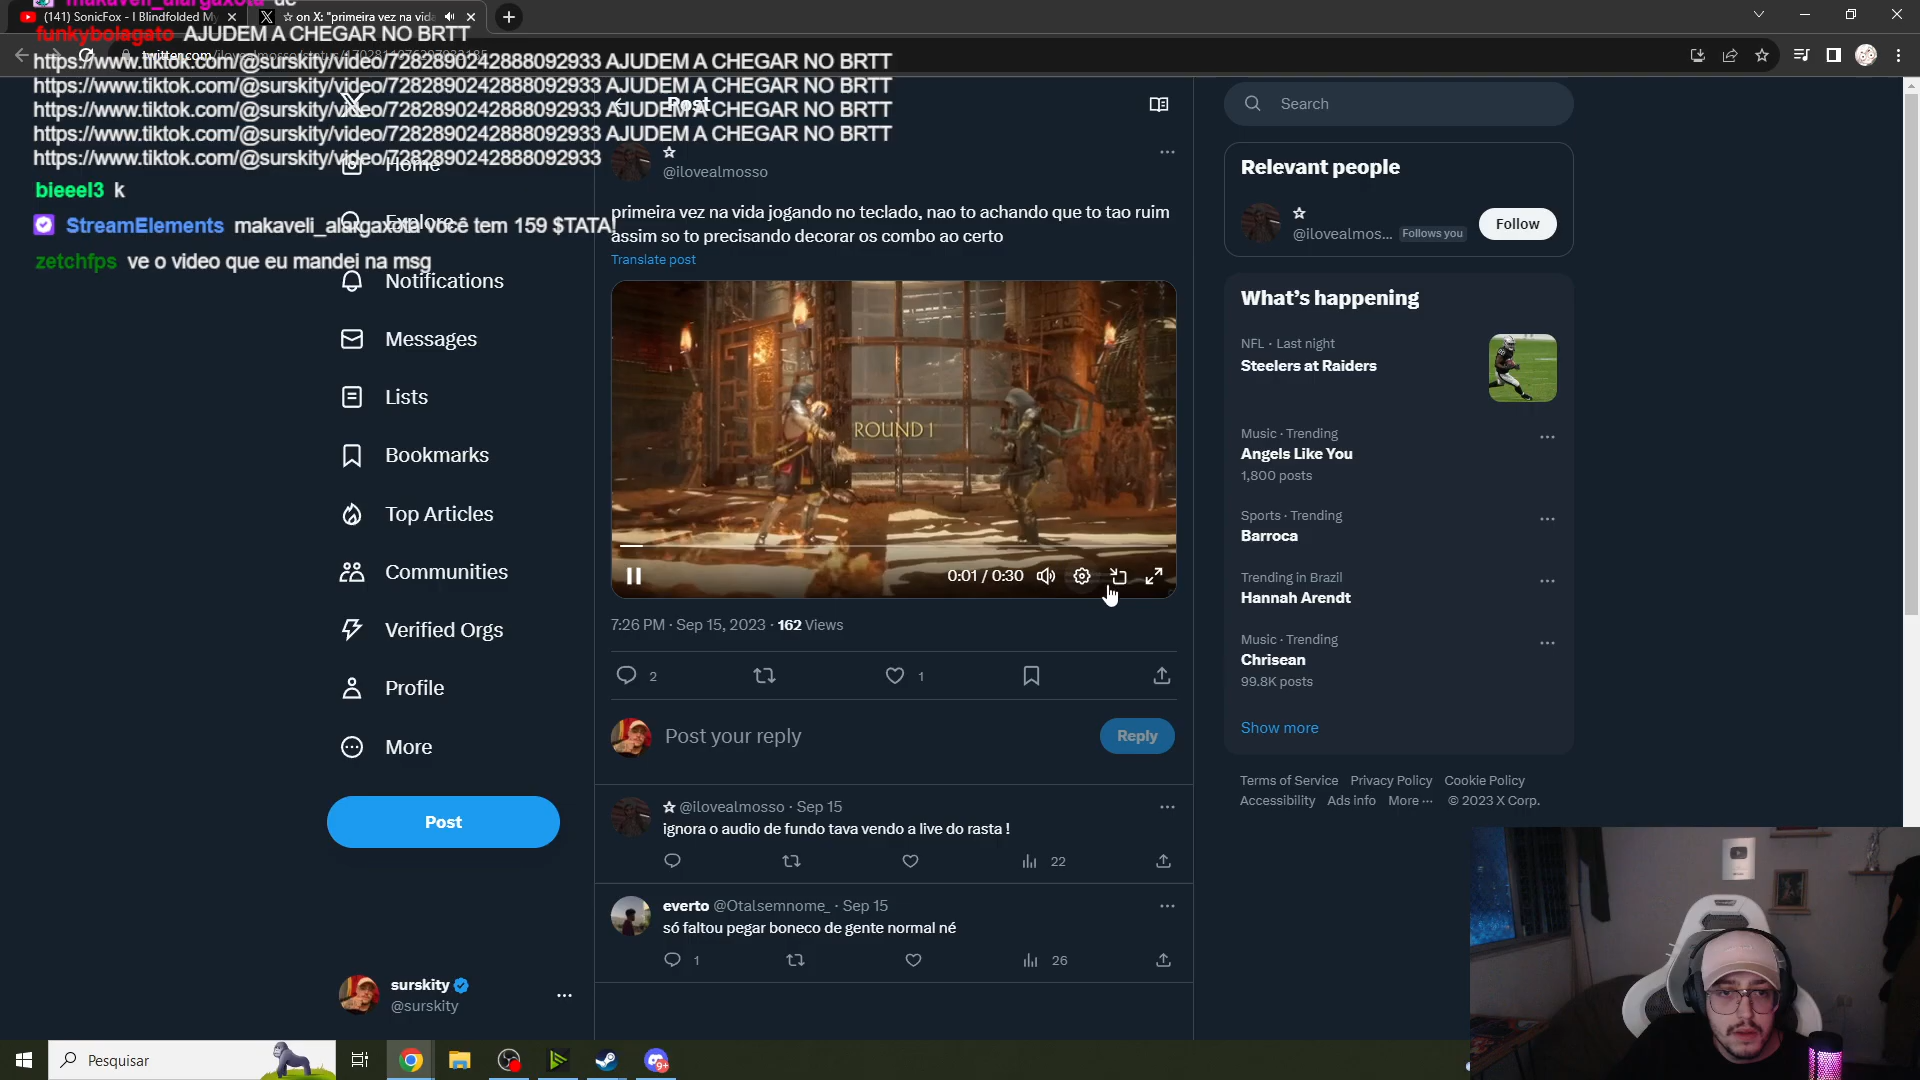 (141) SonicFox - I Blindfolded My
☆ on X: "primeira vez na vida
makaveli_alargaxota de
funkybolagato AJUDEM A CHEGAR NO BRTT
https://www.tiktok.com/@surskity/video/7282890242888092933 AJUDEM A CHEGAR NO BRTT
https://www.tiktok.com/@surskity/video/7282890242888092933 AJUDEM A CHEGAR NO BRTT
https://www.tiktok.com/@surskity/video/7282890242888092933 AJUDEM A CHEGAR NO BRTT
https://www.tiktok.com/@surskity/video/7282890242888092933 AJUDEM A CHEGAR NO BRTT
https://www.tiktok.com/@surskity/video/7282890242888092933
bieeel3 k
StreamElements makaveli_alargaxota você tem 159 $TATA!
zetchfps ve o video que eu mandei na msg
Home
Explore
Notifications
Messages
Lists
Bookmarks
Top Articles
Communities
Verified Orgs
Profile
More
Post
surskity
@surskity
Post
☆
@ilovealmosso
primeira vez na vida jogando no teclado, nao to achando que to tao ruim
assim so to precisando decorar os combo ao certo
Translate post
ROUND 1
0:01 / 0:30
7:26 PM · Sep 15, 2023 · 162 Views
2
1
Post your reply
Reply
☆ @ilovealmosso · Sep 15
ignora o audio de fundo tava vendo a live do rasta !
22
everto @Otalsemnome_ · Sep 15
só faltou pegar boneco de gente normal né
1
26
Search
Relevant people
☆
@ilovealmos... Follows you
Follow
What's happening
NFL · Last night
Steelers at Raiders
Music · Trending
Angels Like You
1,800 posts
Sports · Trending
Barroca
Trending in Brazil
Hannah Arendt
Music · Trending
Chrisean
99.8K posts
Show more
Terms of Service Privacy Policy Cookie Policy
Accessibility Ads info More ··· © 2023 X Corp.
Pesquisar
9+